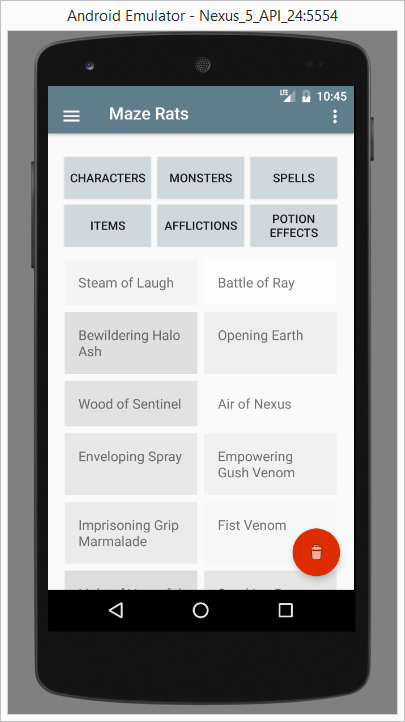 Android Emulator - Nexus_5_API_24:5554
LTE 10:45
Maze Rats
CHARACTERS MONSTERS SPELLS
ITEMS AFFLICTIONS POTION
EFFECTS
Steam of Laugh Battle of Ray
Bewildering Halo Opening Earth
Ash
Wood of Sentinel Air of Nexus
Enveloping Spray Empowering
Gush Venom
Imprisoning Grip Fist Venom
Marmalade